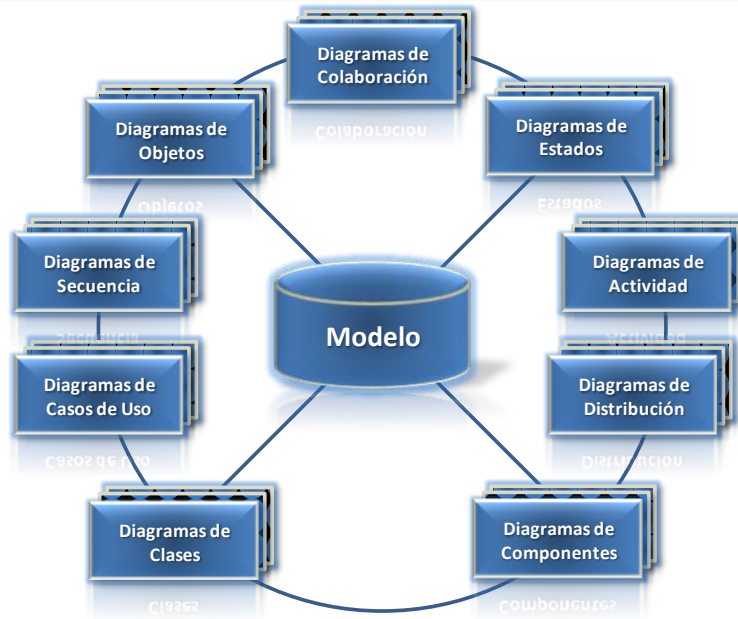 Diagramas de
Colaboración
Diagramas de
Objetos
Diagramas de
Estados
Diagramas de
Secuencia
Diagramas de
Actividad
Modelo
Diagramas de
Casos de Uso
Diagramas de
Distribución
Diagramas de
Clases
Diagramas de
Componentes